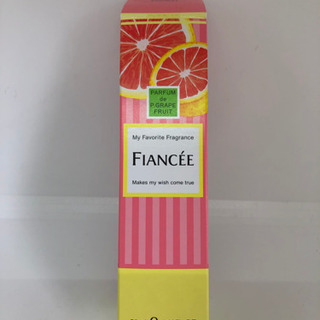 PARFUM
de
P.GRAPE
FRUIT
My Favorite Fragrance
FIANCÉE
Makes my wish come true